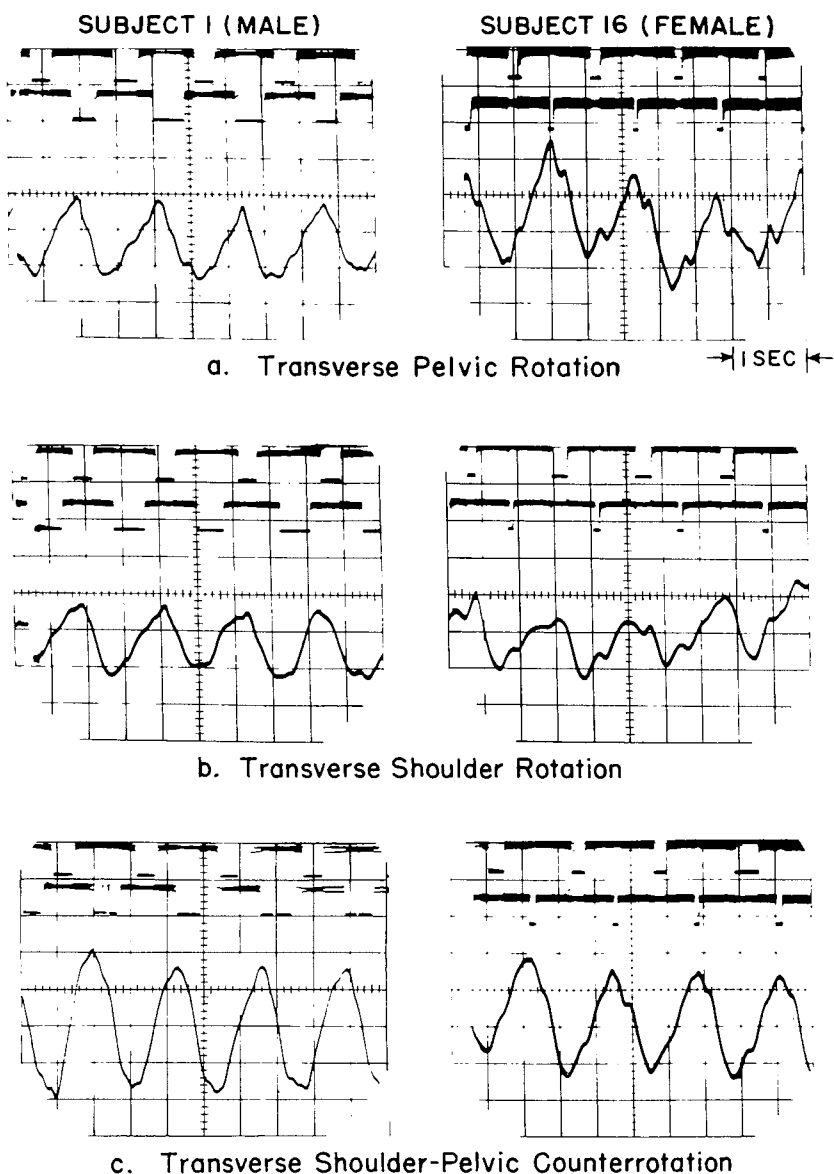 SUBJECT 1 (MALE)
SUBJECT 16 (FEMALE)
1 SEC
a. Transverse Pelvic Rotation
b. Transverse Shoulder Rotation
c. Transverse Shoulder-Pelvic Counterrotation